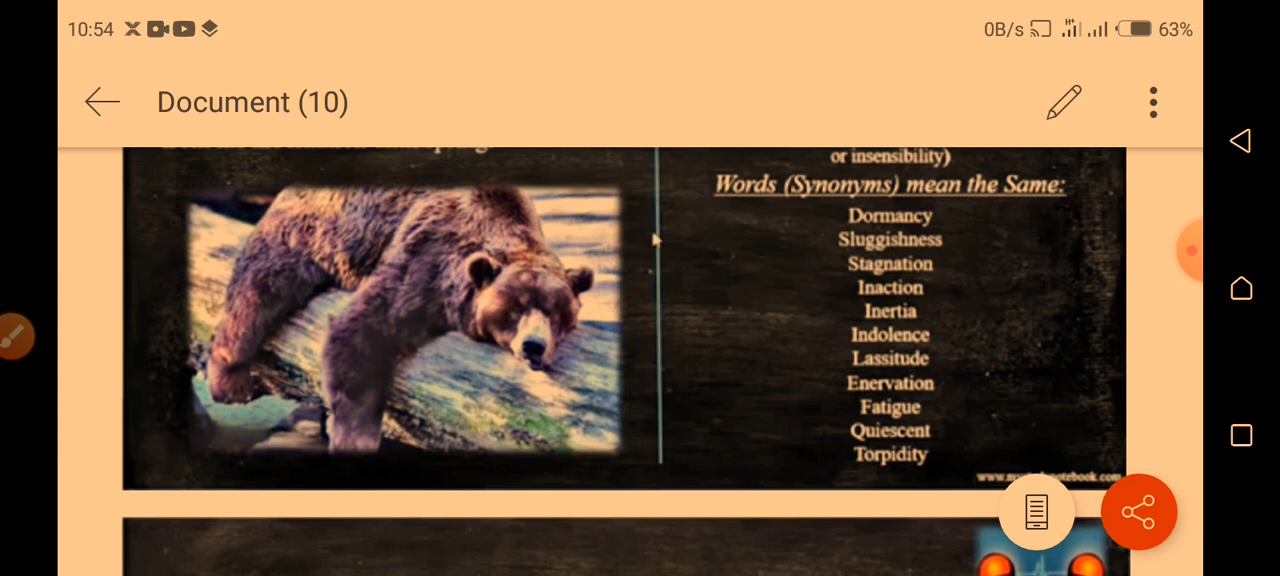 10:54
0B/s H+ 63%
Document (10)
or insensibility)
Words (Synonyms) mean the Same:
Dormancy
Sluggishness
Stagnation
Inaction
Inertia
Indolence
Lassitude
Enervation
Fatigue
Quiescent
Torpidity